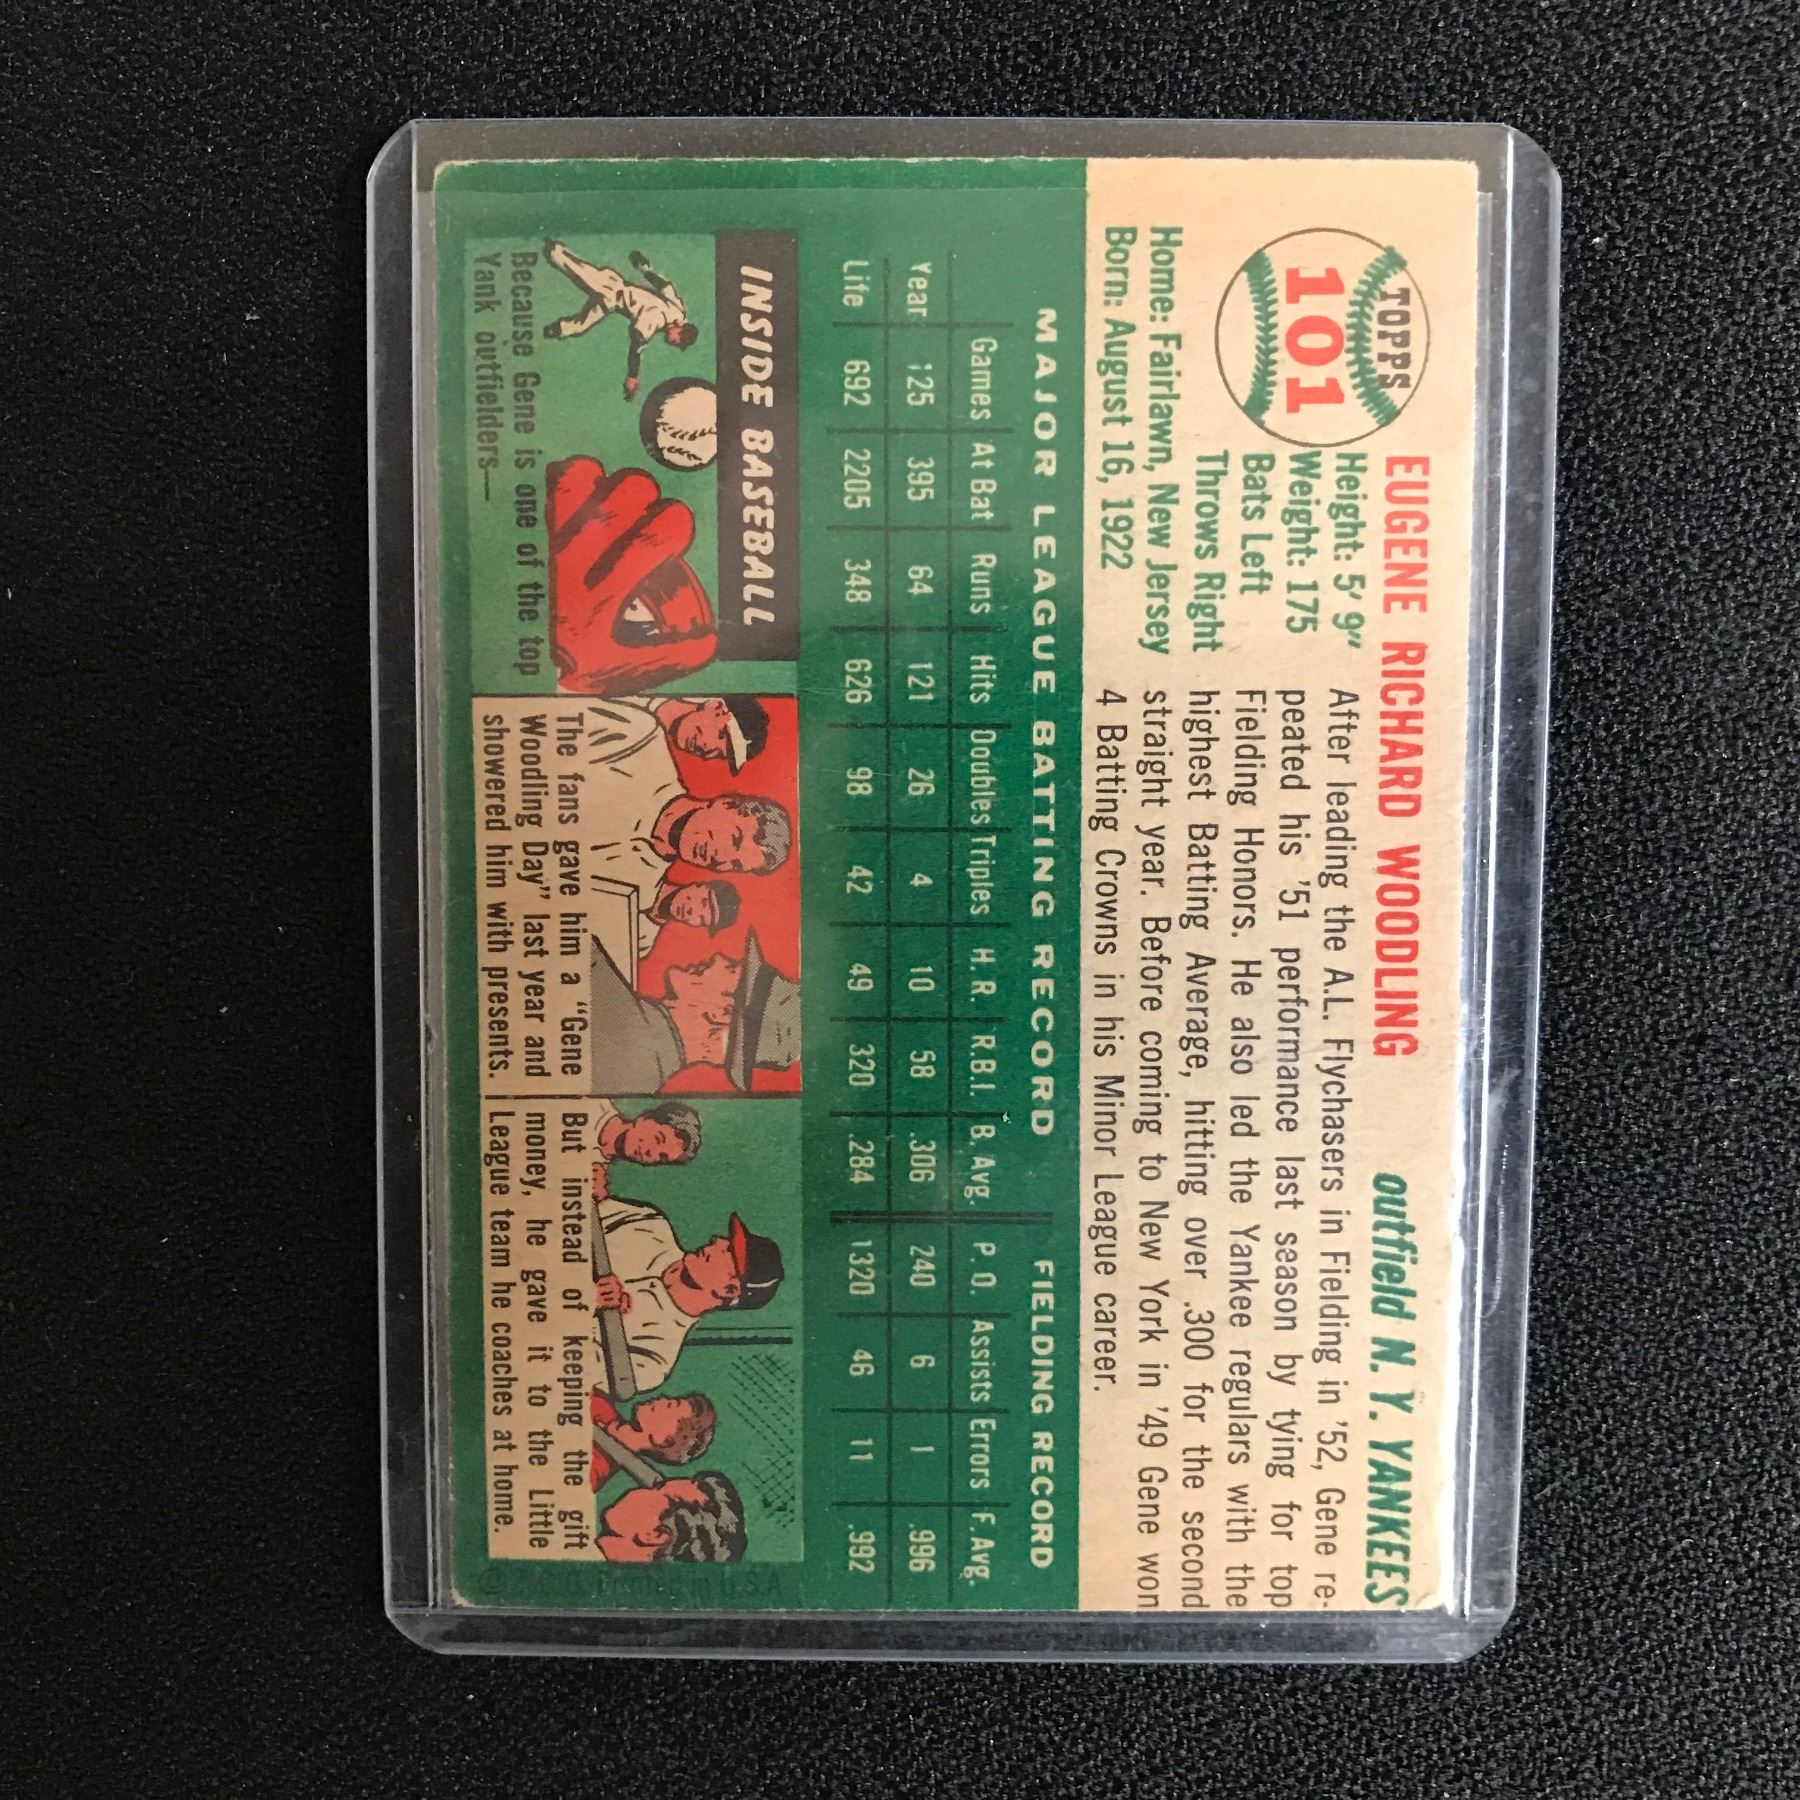 TOPPS
101
EUGENE RICHARD WOODLING
outfield N. Y. YANKEES
Height: 5' 9"
Weight: 175
Bats Left
Throws Right
Home: Fairlawn, New Jersey
Born: August 16, 1922
After leading the A.L. Flychasers in Fielding in '52, Gene re-
peated his '51 performance last season by tying for top
Fielding Honors. He also led the Yankee regulars with the
highest Batting Average, hitting over .300 for the second
straight year. Before coming to New York in '49 Gene won
4 Batting Crowns in his Minor League career.
MAJOR LEAGUE BATTING RECORD FIELDING RECORD
Games At Bat Runs Hits Doubles Triples H. R. R.B.I. B. Avg. P. O. Assists Errors F. Avg.
Year 125 395 64 121 26 4 10 58 .306 240 6 1 .996
Life 692 2205 348 626 98 42 49 320 .284 1320 46 11 .992
INSIDE BASEBALL
Because Gene is one of the top
Yank outfielders—
The fans gave him a "Gene
Woodling Day" last year and
showered him with presents.
But instead of keeping the gift
money, he gave it to the Little
League team he coaches at home.
U.S.A.